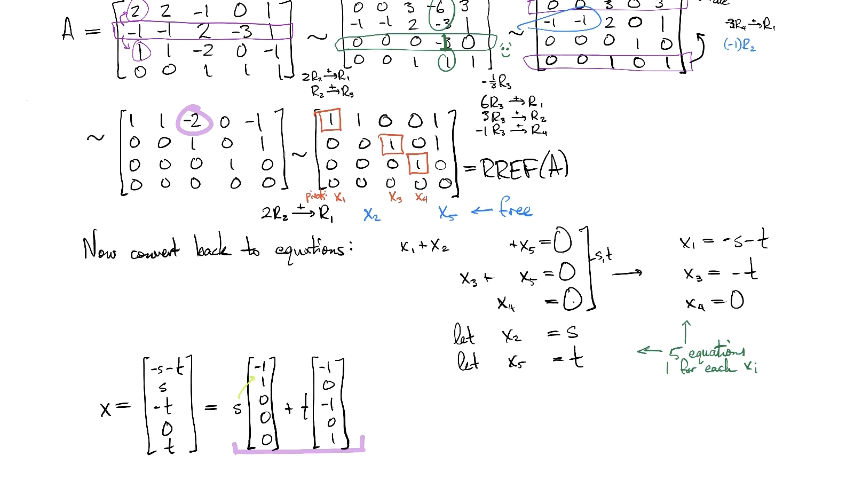 A = [2 2 -1 0 1
-1 -1 2 -3 1
1 1 -2 0 -1
0 0 1 1 1]
~ [0 0 3 -6 3
-1 -1 2 -3 1
0 0 0 -3 0
0 0 1 1 1]
~ [0 0 3 0 3
-1 -1 2 0 1
0 0 0 1 0
0 0 1 0 1]
2R₂ → R₁
R₂ ⇄ R₃
-⅓R₃
6R₃ → R₁
3R₃ → R₂
-1 R₃ → R₄
-3R₄ → R₁
(-1)R₂
~ [1 1 -2 0 -1
0 0 1 0 1
0 0 0 1 0
0 0 0 0 0]
~ [1 1 0 0 1
0 0 1 0 1
0 0 0 1 0
0 0 0 0 0] = RREF(A)
pivots: x₁ x₃ x₄
2R₂ + → R₁ x₂ x₅ ← free
Now convert back to equations:
x₁ + x₂ + x₅ = 0
x₃ + x₅ = 0
x₄ = 0
s,t →
x₁ = -s-t
x₃ = -t
x₄ = 0
let x₂ = s
let x₅ = t
← 5 equations
1 for each xᵢ
x = [-s-t
s
-t
0
t] = s [-1
1
0
0
0] + t [-1
0
-1
0
1]